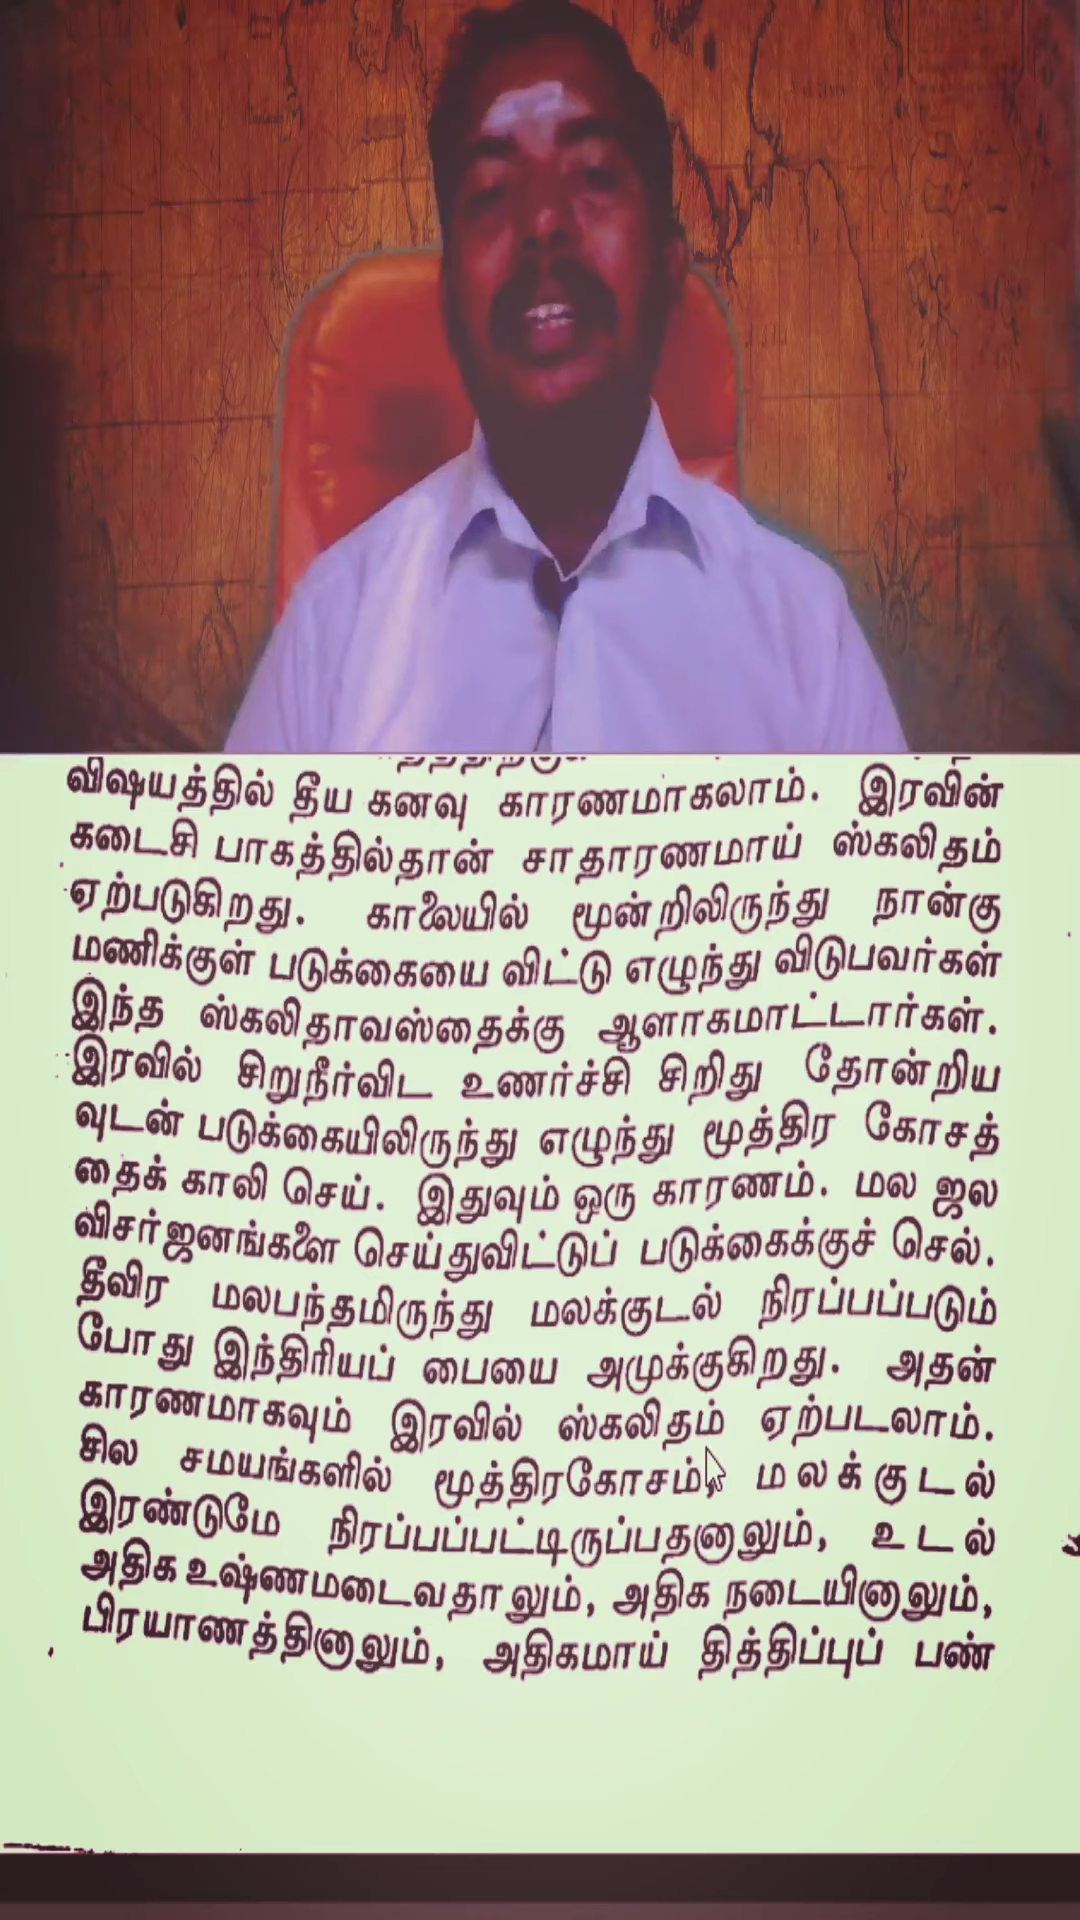 விஷயத்தில் தீய கனவு காரணமாகலாம். இரவின்
கடைசி பாகத்தில்தான் சாதாரணமாய் ஸ்கலிதம்
ஏற்படுகிறது. காலையில் மூன்றிலிருந்து நான்கு
மணிக்குள் படுக்கையை விட்டு எழுந்து விடுபவர்கள்
இந்த ஸ்கலிதாவஸ்தைக்கு ஆளாகமாட்டார்கள்.
இரவில் சிறுநீர்விட உணர்ச்சி சிறிது தோன்றிய
வுடன் படுக்கையிலிருந்து எழுந்து மூத்திர கோசத்
தைக் காலி செய். இதுவும் ஒரு காரணம். மல ஜல
விசர்ஜனங்களை செய்துவிட்டுப் படுக்கைக்குச் செல்.
தீவிர மலபந்தமிருந்து மலக்குடல் நிரப்பப்படும்
போது இந்திரியப் பையை அமுக்குகிறது. அதன்
காரணமாகவும் இரவில் ஸ்கலிதம் ஏற்படலாம்.
சில சமயங்களில் மூத்திரகோசம், மலக்குடல்
இரண்டுமே நிரப்பப்பட்டிருப்பதனாலும், உடல்
அதிக உஷ்ணமடைவதாலும், அதிக நடையினாலும்,
பிரயாணத்தினாலும், அதிகமாய் தித்திப்புப் பண்